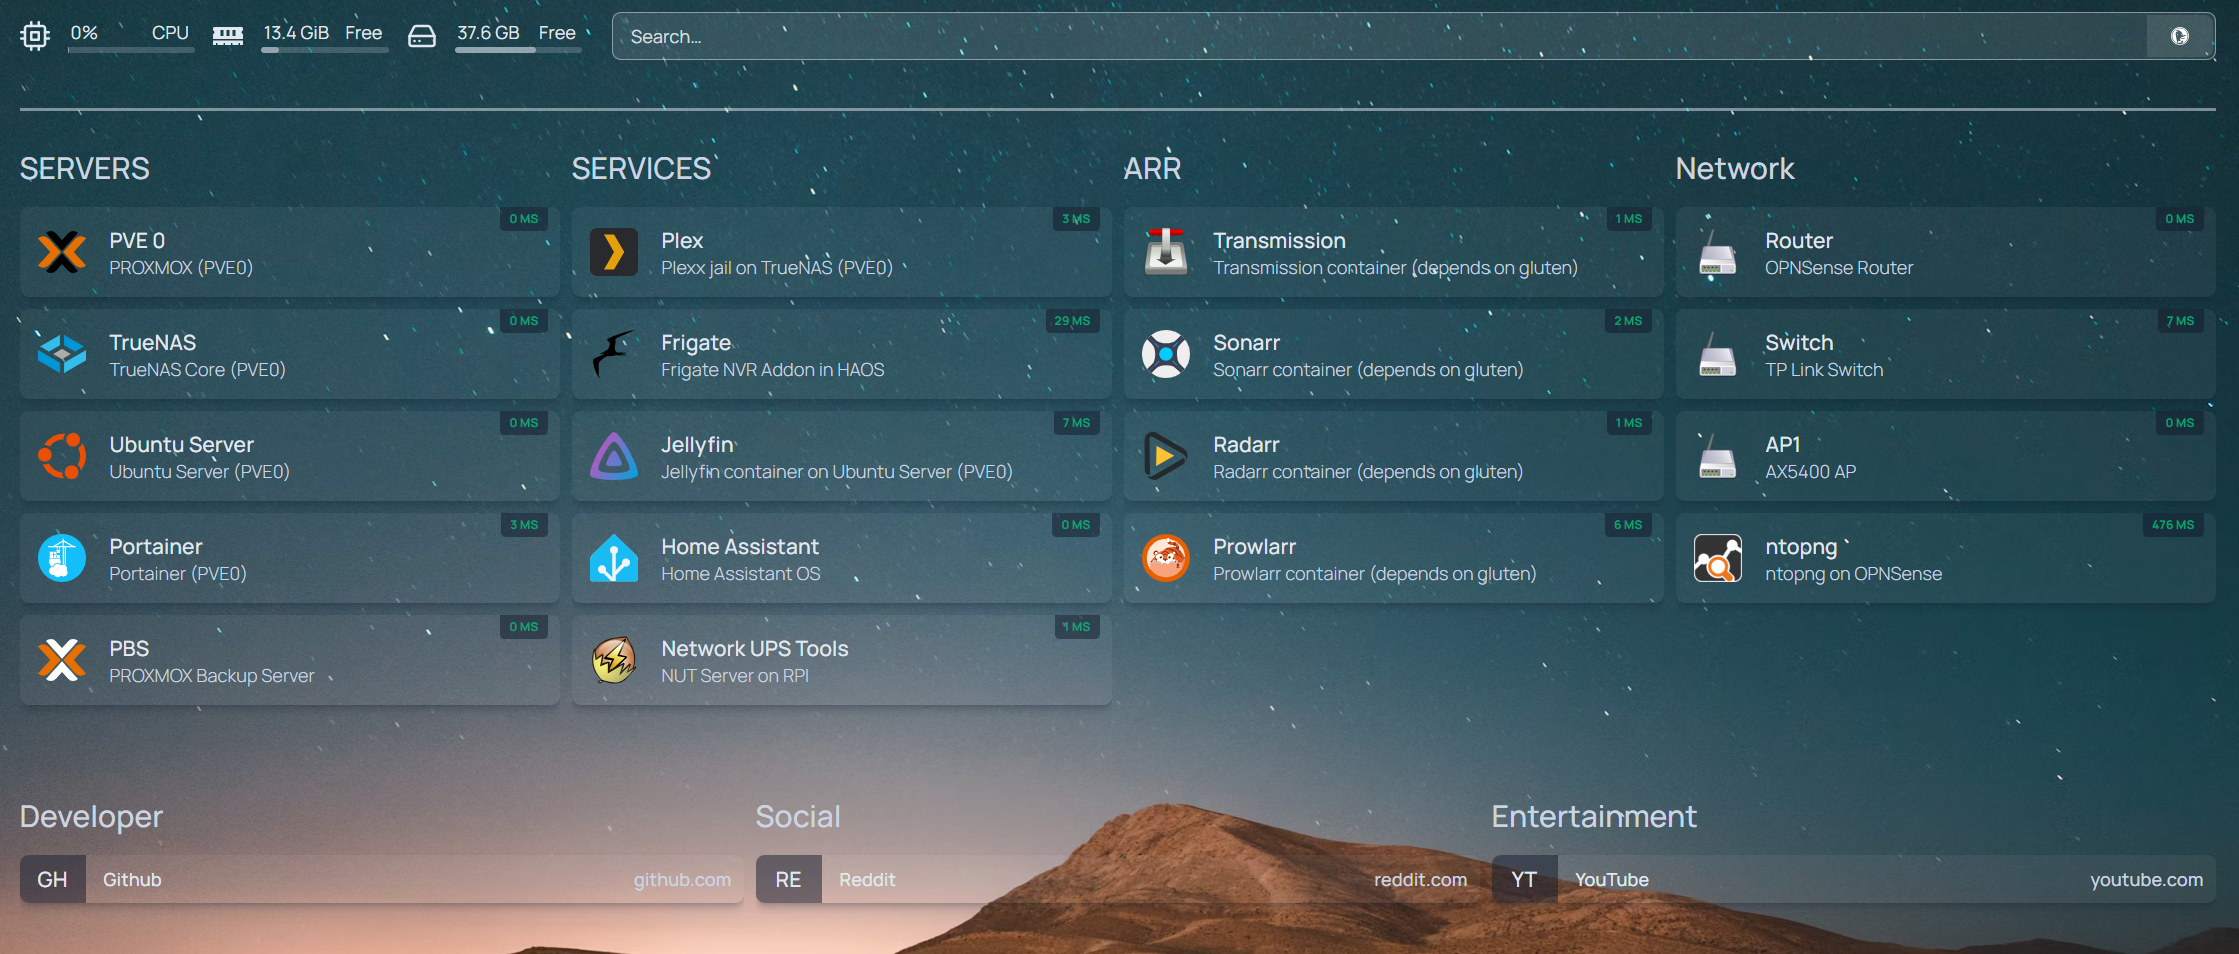 0% CPU
13.4 GiB Free
37.6 GB Free
Search...
SERVERS
0 MS
PVE 0
PROXMOX (PVE0)
0 MS
TrueNAS
TrueNAS Core (PVE0)
0 MS
Ubuntu Server
Ubuntu Server (PVE0)
3 MS
Portainer
Portainer (PVE0)
0 MS
PBS
PROXMOX Backup Server
SERVICES
3 MS
Plex
Plexx jail on TrueNAS (PVE0)
29 MS
Frigate
Frigate NVR Addon in HAOS
7 MS
Jellyfin
Jellyfin container on Ubuntu Server (PVE0)
0 MS
Home Assistant
Home Assistant OS
1 MS
Network UPS Tools
NUT Server on RPI
ARR
1 MS
Transmission
Transmission container (depends on gluten)
2 MS
Sonarr
Sonarr container (depends on gluten)
1 MS
Radarr
Radarr container (depends on gluten)
6 MS
Prowlarr
Prowlarr container (depends on gluten)
Network
0 MS
Router
OPNSense Router
7 MS
Switch
TP Link Switch
0 MS
AP1
AX5400 AP
476 MS
ntopng
ntopng on OPNSense
Developer
GH Github github.com
Social
RE Reddit reddit.com
Entertainment
YT YouTube youtube.com